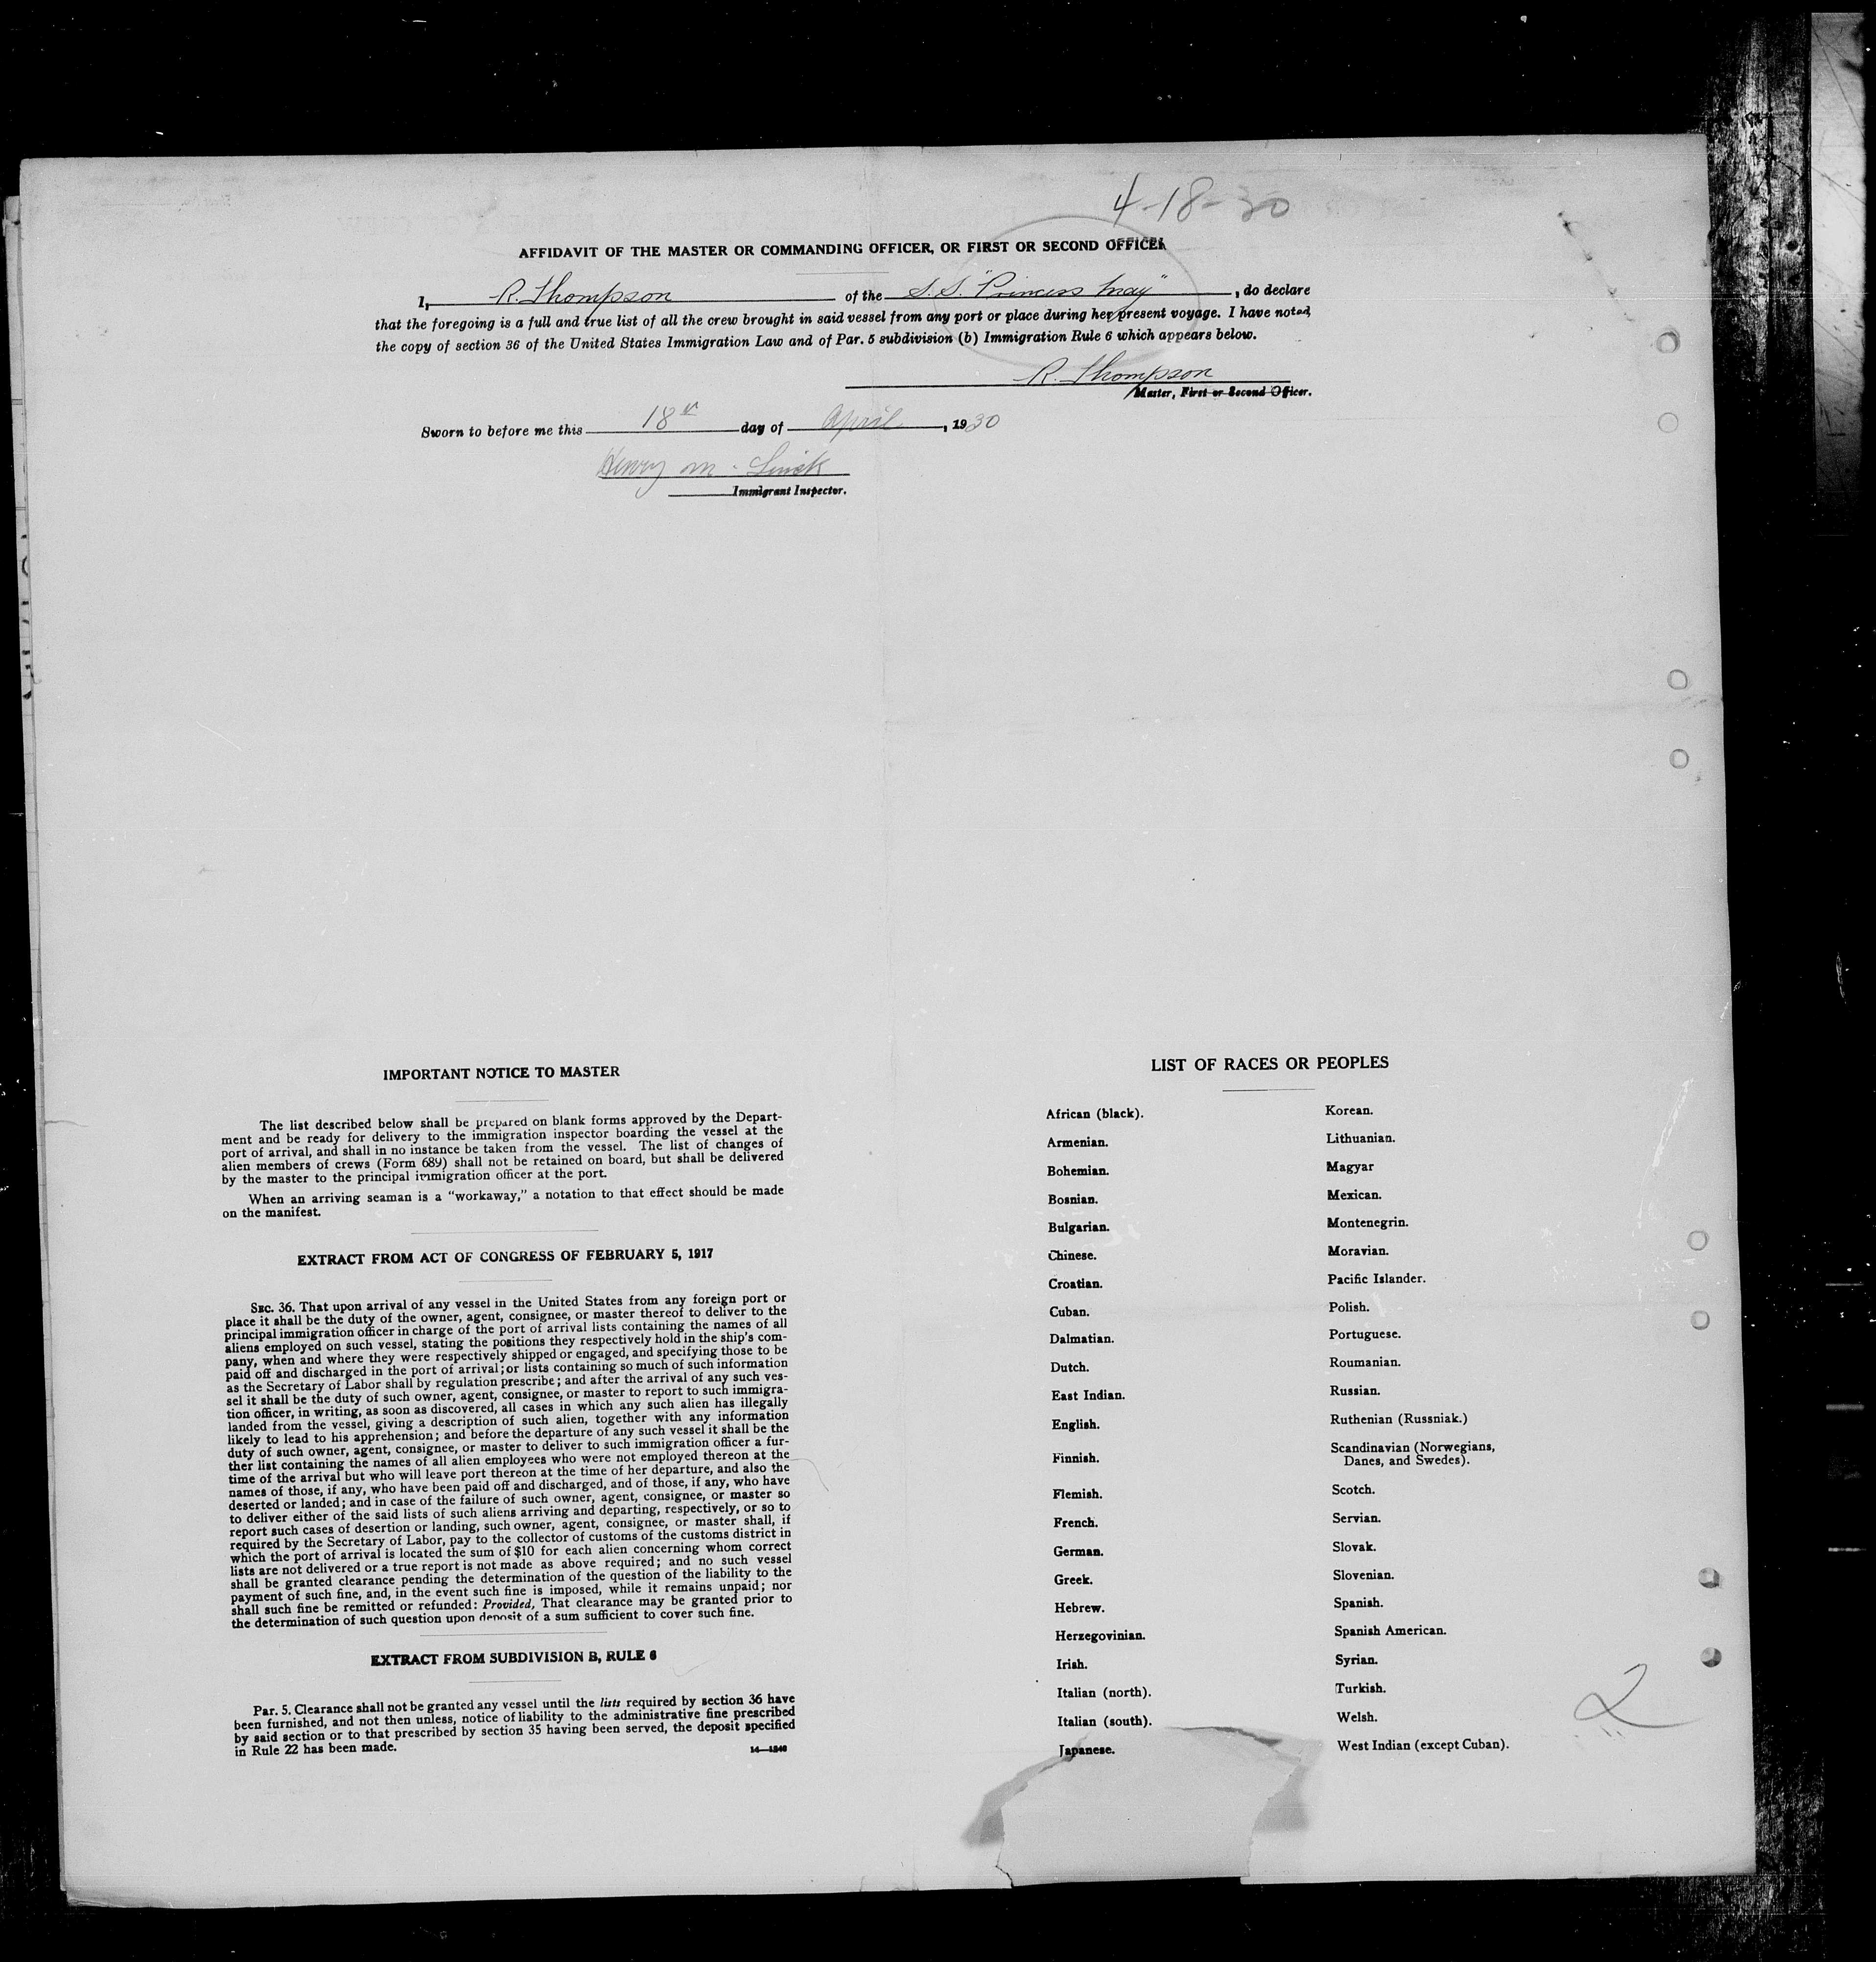 4-18-30
AFFIDAVIT OF THE MASTER OR COMMANDING OFFICER, OR FIRST OR SECOND OFFICER
I, R. Thompson of the S.S. "Princess May", do declare
that the foregoing is a full and true list of all the crew brought in said vessel from any port or place during her present voyage. I have noted
the copy of section 36 of the United States Immigration Law and of Par. 5 subdivision (b) Immigration Rule 6 which appears below.
R. Thompson
Master, First or Second Officer.
Sworn to before me this 18th day of April, 1930
Henry M.
Immigrant Inspector.
IMPORTANT NOTICE TO MASTER
The list described below shall be prepared on blank forms approved by the Depart-
ment and be ready for delivery to the immigration inspector boarding the vessel at the
port of arrival, and shall in no instance be taken from the vessel. The list of changes of
alien members of crews (Form 689) shall not be retained on board, but shall be delivered
by the master to the principal immigration officer at the port.
When an arriving seaman is a "workaway," a notation to that effect should be made
on the manifest.
EXTRACT FROM ACT OF CONGRESS OF FEBRUARY 5, 1917
SEC. 36. That upon arrival of any vessel in the United States from any foreign port or
place it shall be the duty of the owner, agent, consignee, or master thereof to deliver to the
principal immigration officer in charge of the port of arrival lists containing the names of all
aliens employed on such vessel, stating the positions they respectively hold in the ship's com-
pany, when and where they were respectively shipped or engaged, and specifying those to be
paid off and discharged in the port of arrival; or lists containing so much of such information
as the Secretary of Labor shall by regulation prescribe; and after the arrival of any such ves-
sel it shall be the duty of such owner, agent, consignee, or master to report to such immigra-
tion officer, in writing, as soon as discovered, all cases in which any such alien has illegally
landed from the vessel, giving a description of such alien, together with any information
likely to lead to his apprehension; and before the departure of any such vessel it shall be the
duty of such owner, agent, consignee, or master to deliver to such immigration officer a fur-
ther list containing the names of all alien employees who were not employed thereon at the
time of the arrival but who will leave port thereon at the time of her departure, and also the
names of those, if any, who have been paid off and discharged, and of those, if any, who have
deserted or landed; and in case of the failure of such owner, agent, consignee, or master so
to deliver either of the said lists of such aliens arriving and departing, respectively, or so to
report such cases of desertion or landing, such owner, agent, consignee, or master shall, if
required by the Secretary of Labor, pay to the collector of customs of the customs district in
which the port of arrival is located the sum of $10 for each alien concerning whom correct
lists are not delivered or a true report is not made as above required; and no such vessel
shall be granted clearance pending the determination of the question of the liability to the
payment of such fine, and, in the event such fine is imposed, while it remains unpaid; nor
shall such fine be remitted or refunded: Provided, That clearance may be granted prior to
the determination of such question upon deposit of a sum sufficient to cover such fine.
EXTRACT FROM SUBDIVISION B, RULE 6
Par. 5. Clearance shall not be granted any vessel until the lists required by section 36 have
been furnished, and not then unless, notice of liability to the administrative fine prescribed
by said section or to that prescribed by section 35 having been served, the deposit specified
in Rule 22 has been made.
14—1240
LIST OF RACES OR PEOPLES
African (black).
Armenian.
Bohemian.
Bosnian.
Bulgarian.
Chinese.
Croatian.
Cuban.
Dalmatian.
Dutch.
East Indian.
English.
Finnish.
Flemish.
French.
German.
Greek.
Hebrew.
Herzegovinian.
Irish.
Italian (north).
Italian (south).
Japanese.
Korean.
Lithuanian.
Magyar
Mexican.
Montenegrin.
Moravian.
Pacific Islander.
Polish.
Portuguese.
Roumanian.
Russian.
Ruthenian (Russniak.)
Scandinavian (Norwegians,
Danes, and Swedes).
Scotch.
Servian.
Slovak.
Slovenian.
Spanish.
Spanish American.
Syrian.
Turkish.
Welsh.
West Indian (except Cuban).
2